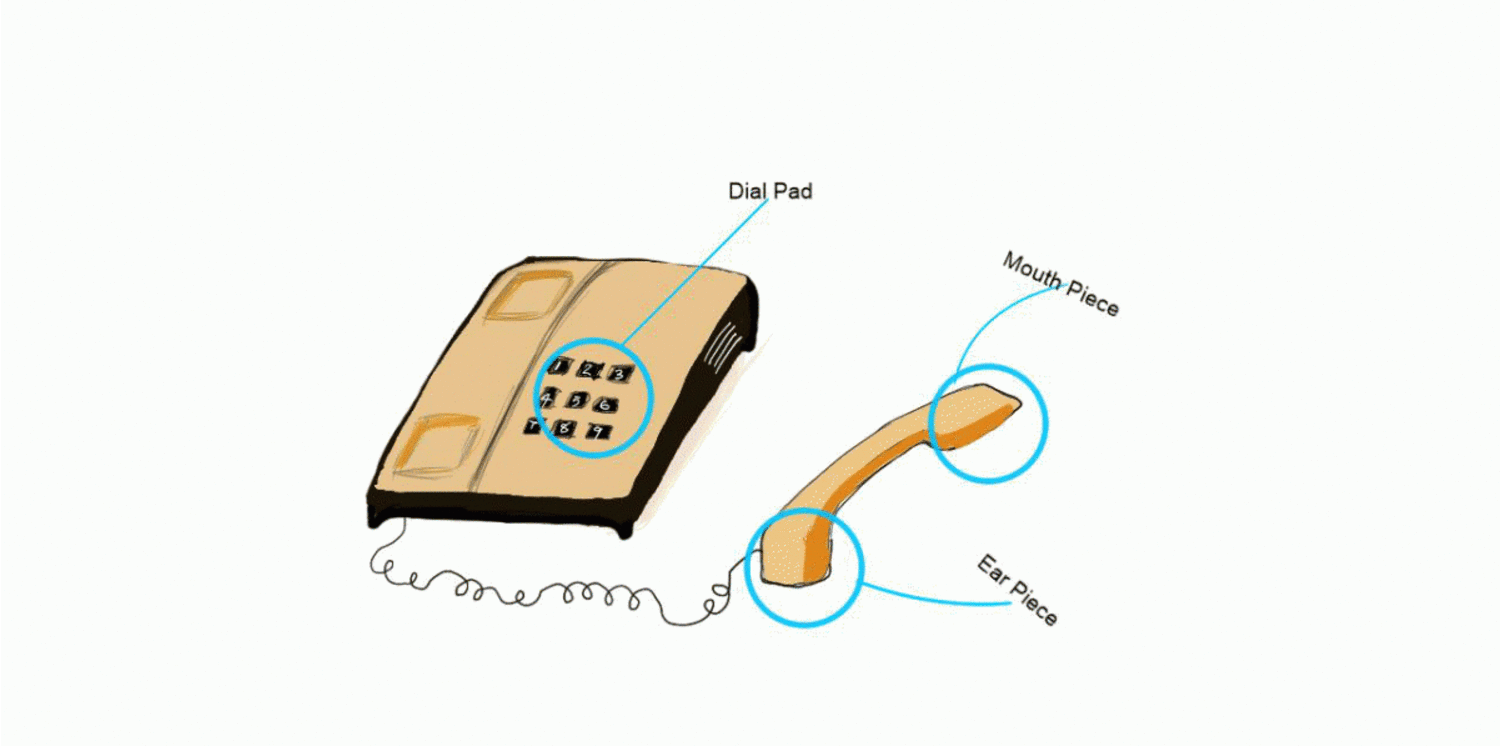 Dial Pad
Mouth Piece
1 2 3
4 5 6
7 8 9
Ear Piece